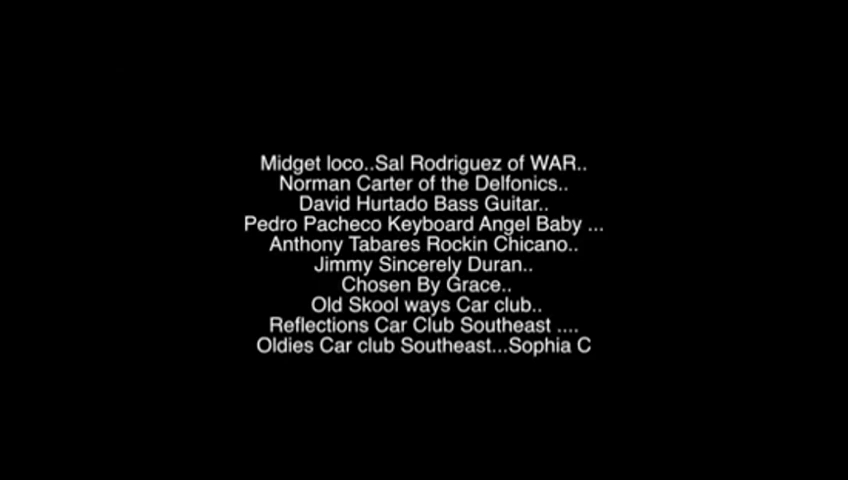 Midget loco..Sal Rodriguez of WAR..
Norman Carter of the Delfonics..
David Hurtado Bass Guitar..
Pedro Pacheco Keyboard Angel Baby ...
Anthony Tabares Rockin Chicano..
Jimmy Sincerely Duran..
Chosen By Grace..
Old Skool ways Car club..
Reflections Car Club Southeast ....
Oldies Car club Southeast...Sophia C